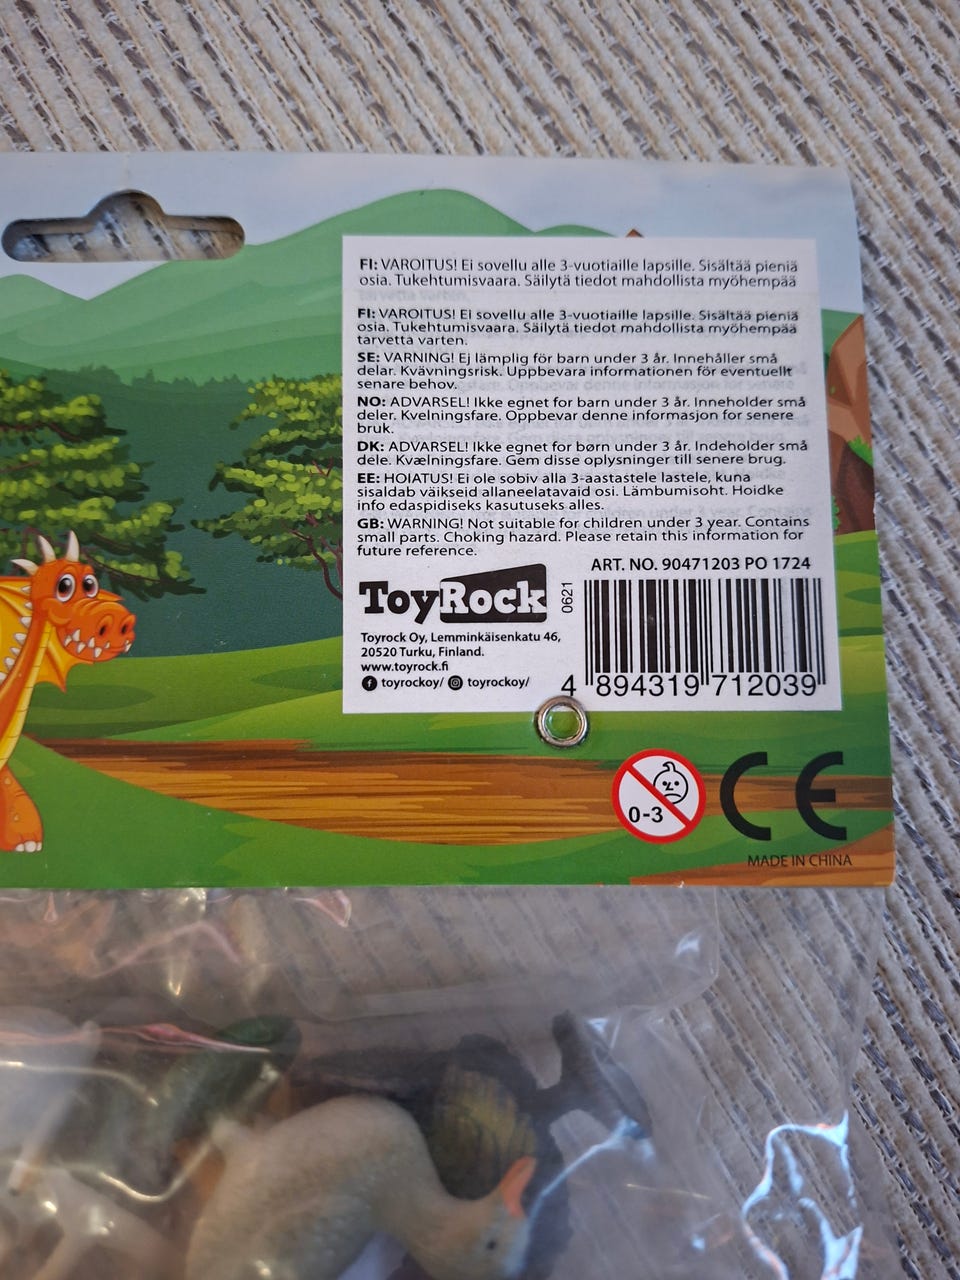 FI: VAROITUS! Ei sovellu alle 3-vuotiaille lapsille. Sisältää pieniä
osia. Tukehtumisvaara. Säilytä tiedot mahdollista myöhempää
tarvetta varten.
FI: VAROITUS! Ei sovellu alle 3-vuotiaille lapsille. Sisältää pieniä
osia. Tukehtumisvaara. Säilytä tiedot mahdollista myöhempää
tarvetta varten.
SE: VARNING! Ej lämplig för barn under 3 år. Innehåller små
delar. Kvävningsrisk. Uppbevara informationen för eventuellt
senare behov.
NO: ADVARSEL! Ikke egnet for barn under 3 år. Inneholder små
deler. Kvelningsfare. Oppbevar denne informasjon for senere
bruk.
DK: ADVARSEL! Ikke egnet for børn under 3 år. Indeholder små
dele. Kvælningsfare. Gem disse oplysninger till senere brug.
EE: HOIATUS! Ei ole sobiv alla 3-aastastele lastele, kuna
sisaldab väikseid allaneelatavaid osi. Lämbumisoht. Hoidke
info edaspidiseks kasutuseks alles.
GB: WARNING! Not suitable for children under 3 year. Contains
small parts. Choking hazard. Please retain this information for
future reference.
ART. NO. 90471203 PO 1724
ToyRock
0621
Toyrock Oy, Lemminkäisenkatu 46,
20520 Turku, Finland.
www.toyrock.fi
toyrockoy/ toyrockoy/
4 894319 712039
0-3
CE
MADE IN CHINA